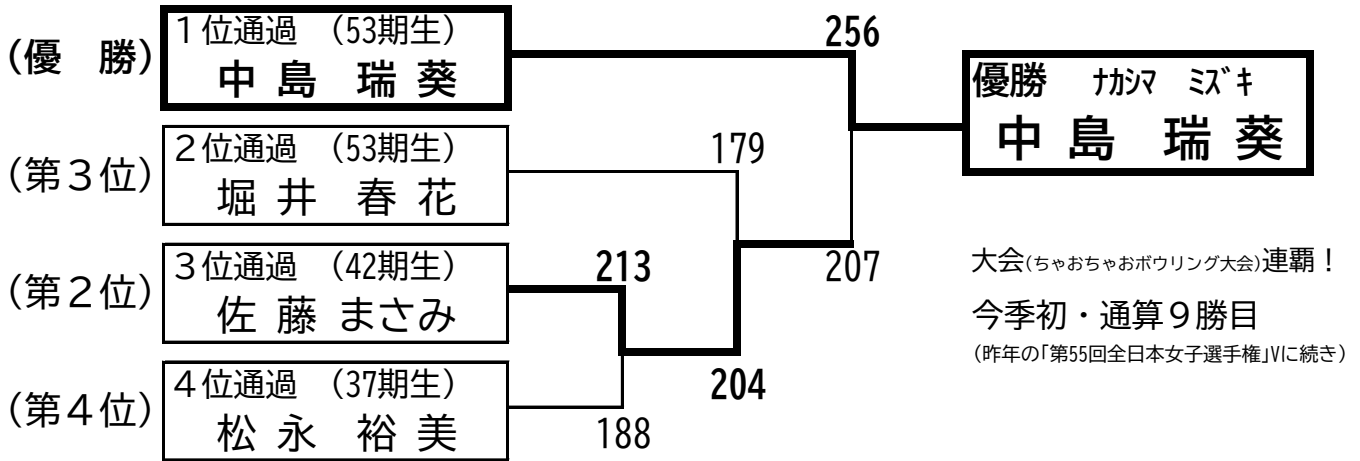 (優　勝)
１位通過　（53期生）
中 島　瑞 葵
256
優勝　ﾅｶｼﾏ　ﾐｽﾞｷ
中 島　瑞 葵
(第３位)
２位通過　（53期生）
堀 井　春 花
179
(第２位)
３位通過　（42期生）
佐 藤 まさみ
213
207
大会(ちゃおちゃおボウリング大会)連覇！
今季初・通算９勝目
(昨年の｢第55回全日本女子選手権｣Vに続き)
(第４位)
４位通過　（37期生）
松 永　裕 美
204
188